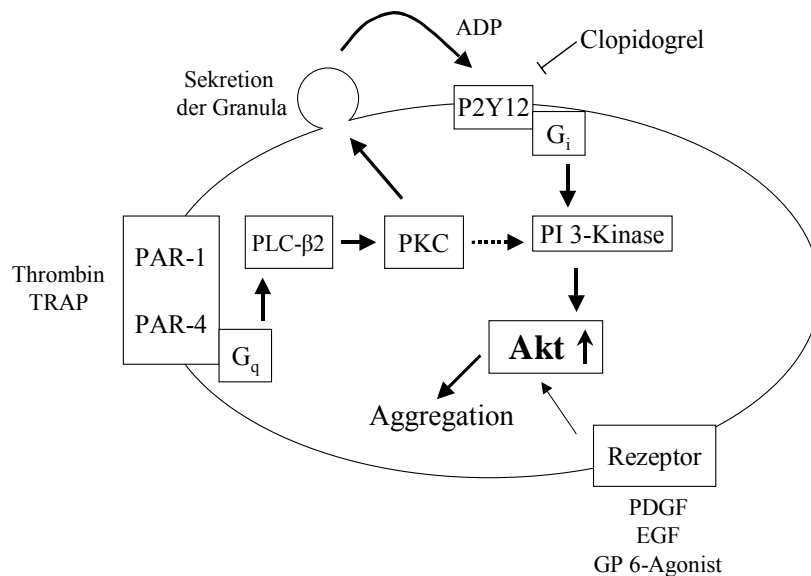 ADP
Clopidogrel
Sekretion
der Granula
P2Y12
Gi
PAR-1
PLC-β2
PKC
PI 3-Kinase
Thrombin
TRAP
PAR-4
Gq
Akt
Aggregation
Rezeptor
PDGF
EGF
GP 6-Agonist